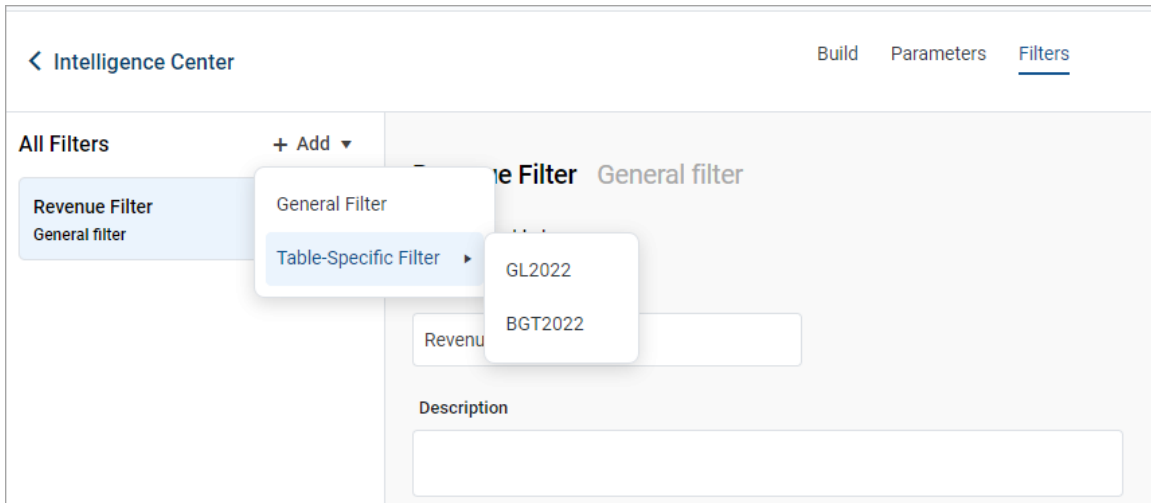 Intelligence Center
Build Parameters Filters
All Filters
+ Add
Revenue Filter
General filter
General Filter
Table-Specific Filter
GL2022
BGT2022
Filter General filter
Description